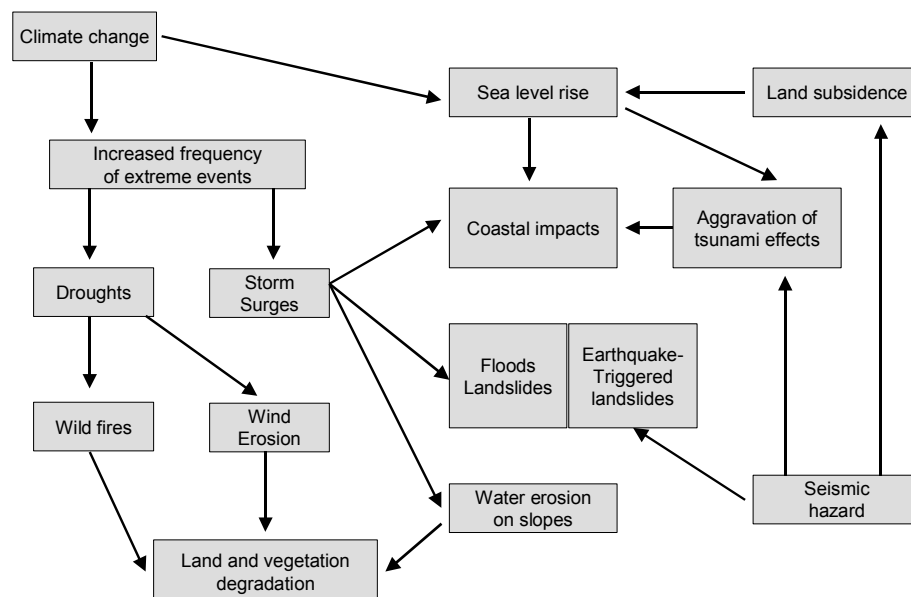 Climate change
Sea level rise
Land subsidence
Increased frequency
of extreme events
Coastal impacts
Aggravation of
tsunami effects
Droughts
Storm
Surges
Floods
Landslides
Earthquake-
Triggered
landslides
Wild fires
Wind
Erosion
Water erosion
on slopes
Seismic
hazard
Land and vegetation
degradation